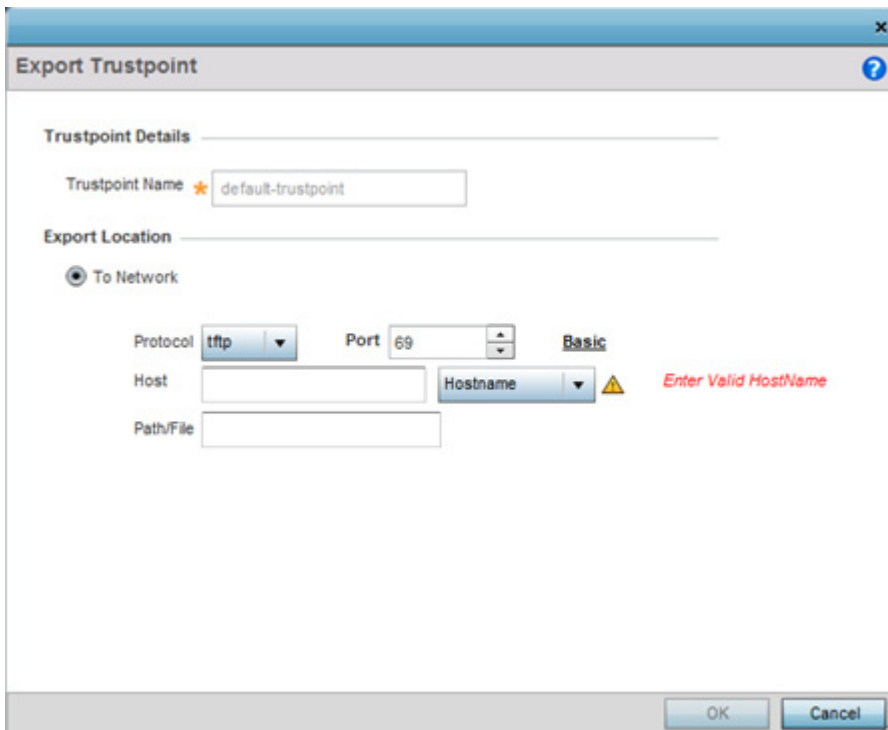 Export Trustpoint
Trustpoint Details
Trustpoint Name * default-trustpoint
Export Location
To Network
Protocol tftp Port 69 Basic
Host Hostname Enter Valid HostName
Path/File
OK Cancel